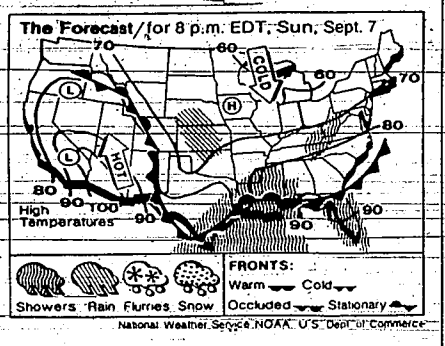 The Forecast/for 8 p.m. EDT, Sun, Sept. 7
70
60
COLD
60
70
L
H
80
L
HOT
80
90
100
90
90
90
High
Temperatures
Showers Rain Flurries Snow
FRONTS:
Warm Cold
Occluded Stationary
National Weather Service, NOAA, U.S. Dept. of Commerce